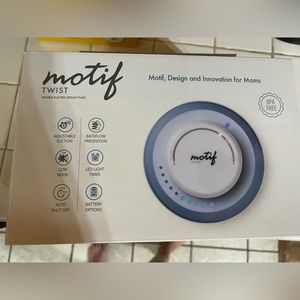 motif
TWIST
DOUBLE ELECTRIC BREAST PUMP
Motif, Design and Innovation for Moms
BPA
FREE
ADJUSTABLE
SUCTION
BACKFLOW
PREVENTION
LOW
NOISE
LED LIGHT
TIMER
AUTO
SHUT OFF
BATTERY
OPTIONS
motif